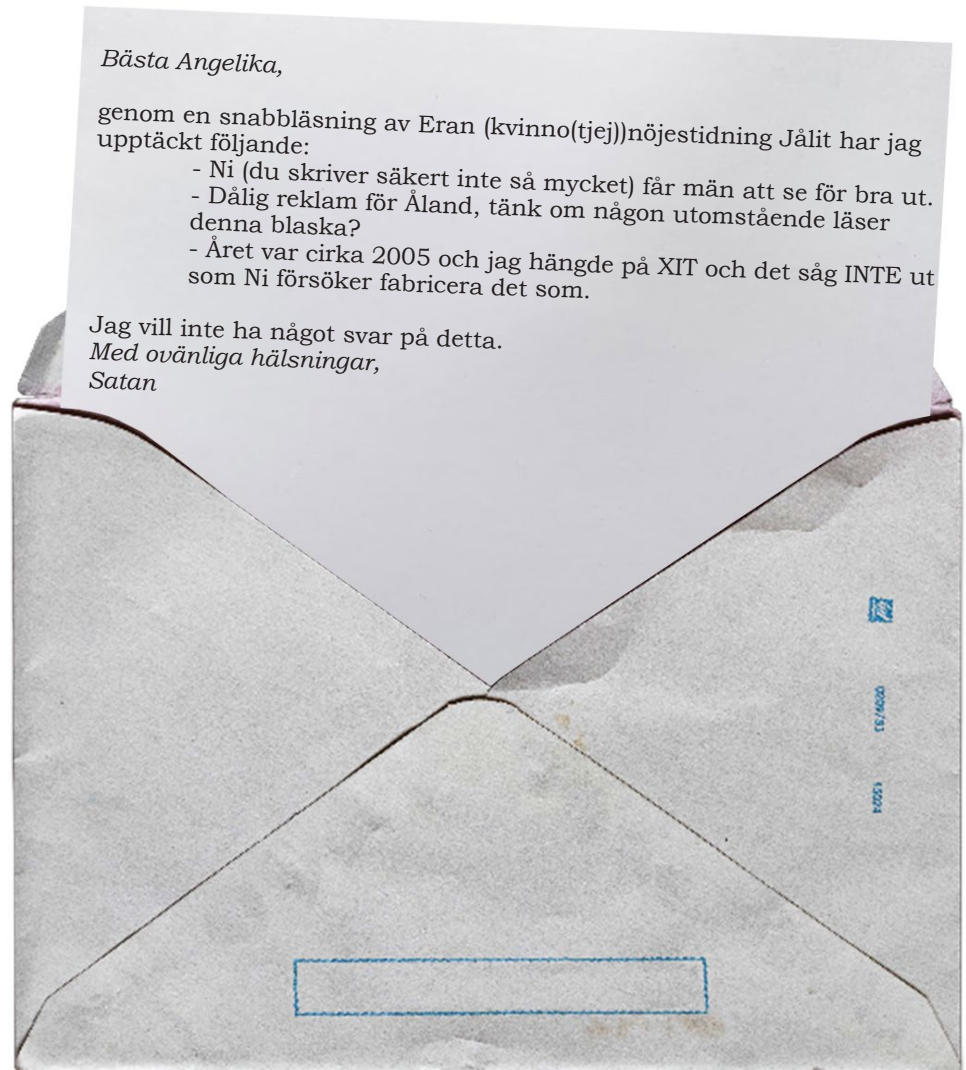 Bästa Angelika,
genom en snabbläsning av Eran (kvinno(tjej))nöjestidning Jålit har jag
upptäckt följande:
- Ni (du skriver säkert inte så mycket) får män att se för bra ut.
- Dålig reklam för Åland, tänk om någon utomstående läser
denna blaska?
- Året var cirka 2005 och jag hängde på XIT och det såg INTE ut
som Ni försöker fabricera det som.
Jag vill inte ha något svar på detta.
Med ovänliga hälsningar,
Satan